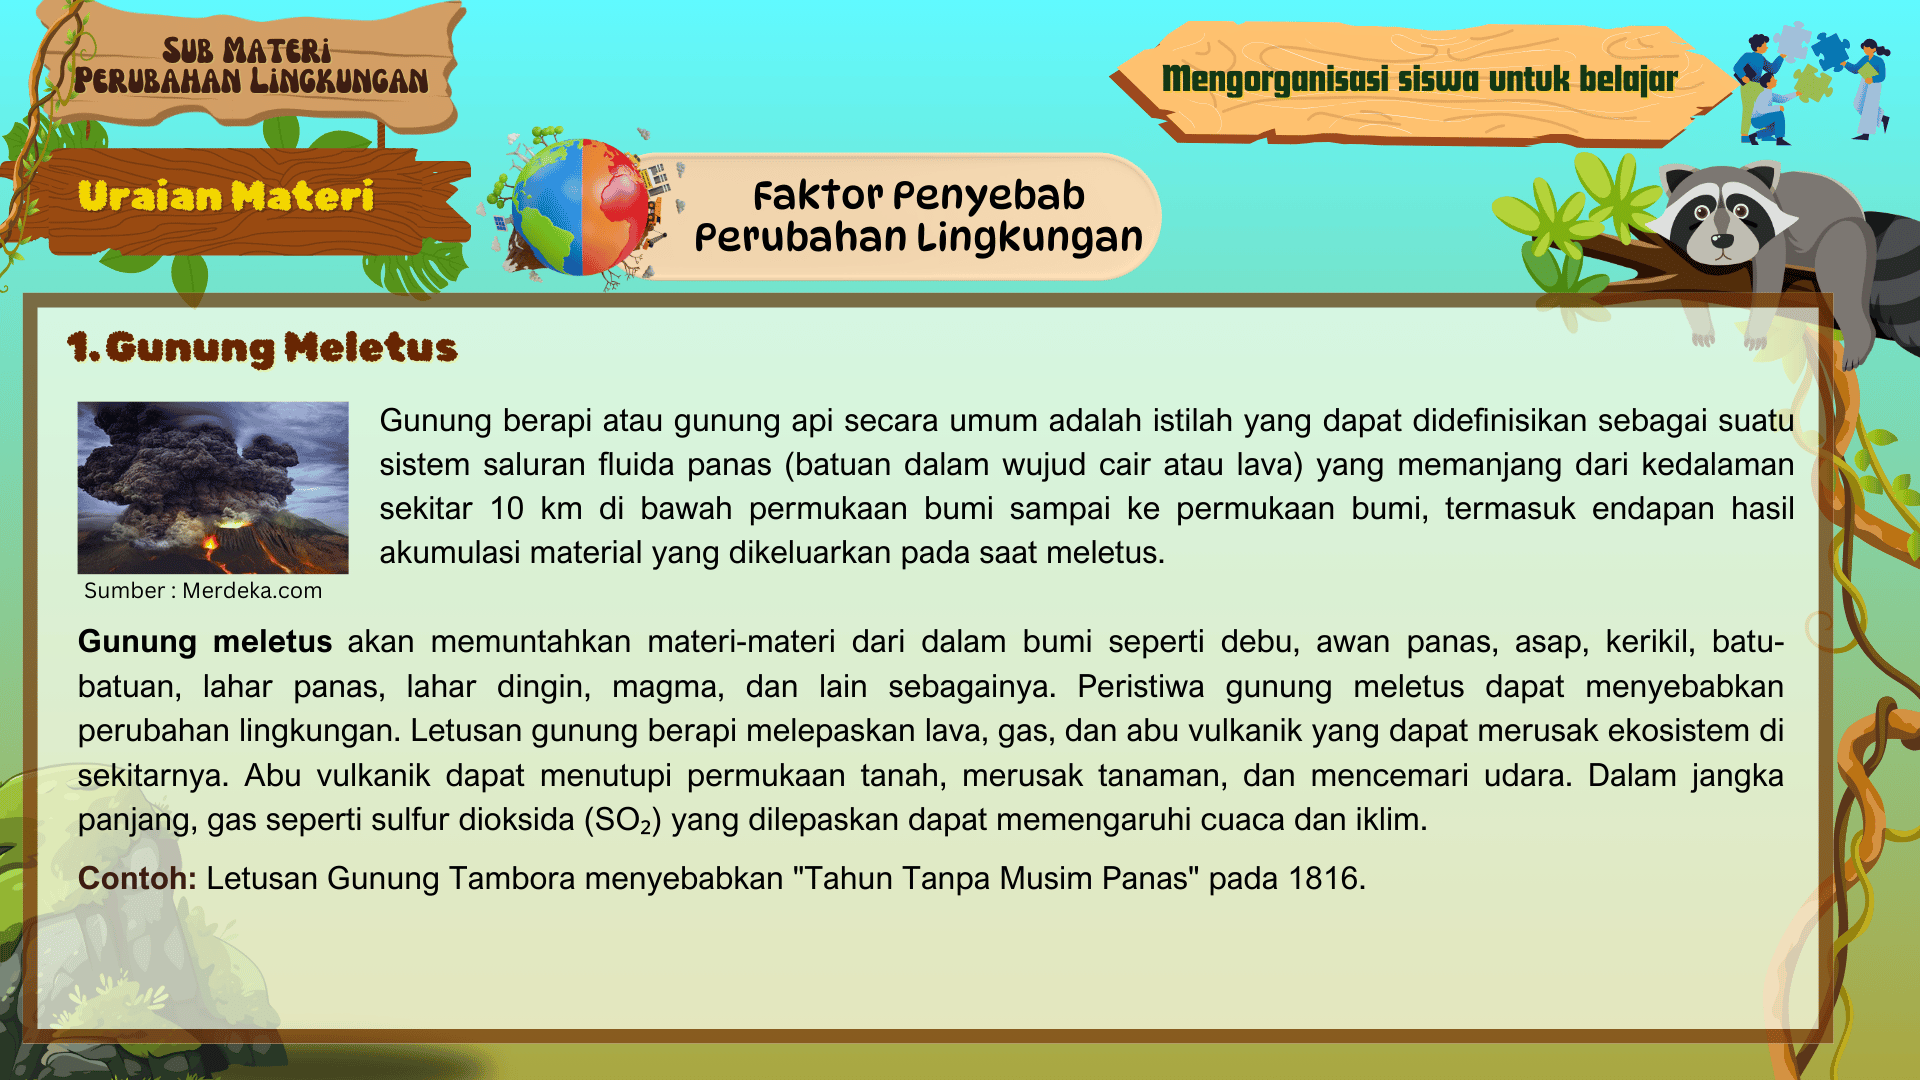 Sub Materi
Perubahan Lingkungan
Mengorganisasi siswa untuk belajar
Uraian Materi
Faktor Penyebab
Perubahan Lingkungan
1. Gunung Meletus
Gunung berapi atau gunung api secara umum adalah istilah yang dapat didefinisikan sebagai suatu
sistem saluran fluida panas (batuan dalam wujud cair atau lava) yang memanjang dari kedalaman
sekitar 10 km di bawah permukaan bumi sampai ke permukaan bumi, termasuk endapan hasil
akumulasi material yang dikeluarkan pada saat meletus.
Sumber : Merdeka.com
Gunung meletus akan memuntahkan materi-materi dari dalam bumi seperti debu, awan panas, asap, kerikil, batu-
batuan, lahar panas, lahar dingin, magma, dan lain sebagainya. Peristiwa gunung meletus dapat menyebabkan
perubahan lingkungan. Letusan gunung berapi melepaskan lava, gas, dan abu vulkanik yang dapat merusak ekosistem di
sekitarnya. Abu vulkanik dapat menutupi permukaan tanah, merusak tanaman, dan mencemari udara. Dalam jangka
panjang, gas seperti sulfur dioksida (SO₂) yang dilepaskan dapat memengaruhi cuaca dan iklim.
Contoh: Letusan Gunung Tambora menyebabkan "Tahun Tanpa Musim Panas" pada 1816.